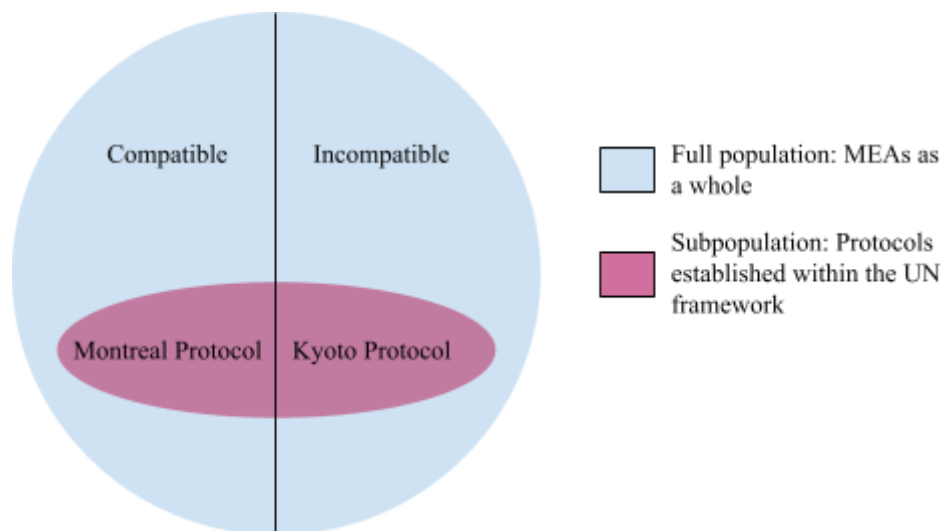 Compatible
Incompatible
Montreal Protocol
Kyoto Protocol
Full population: MEAs as
a whole
Subpopulation: Protocols
established within the UN
framework